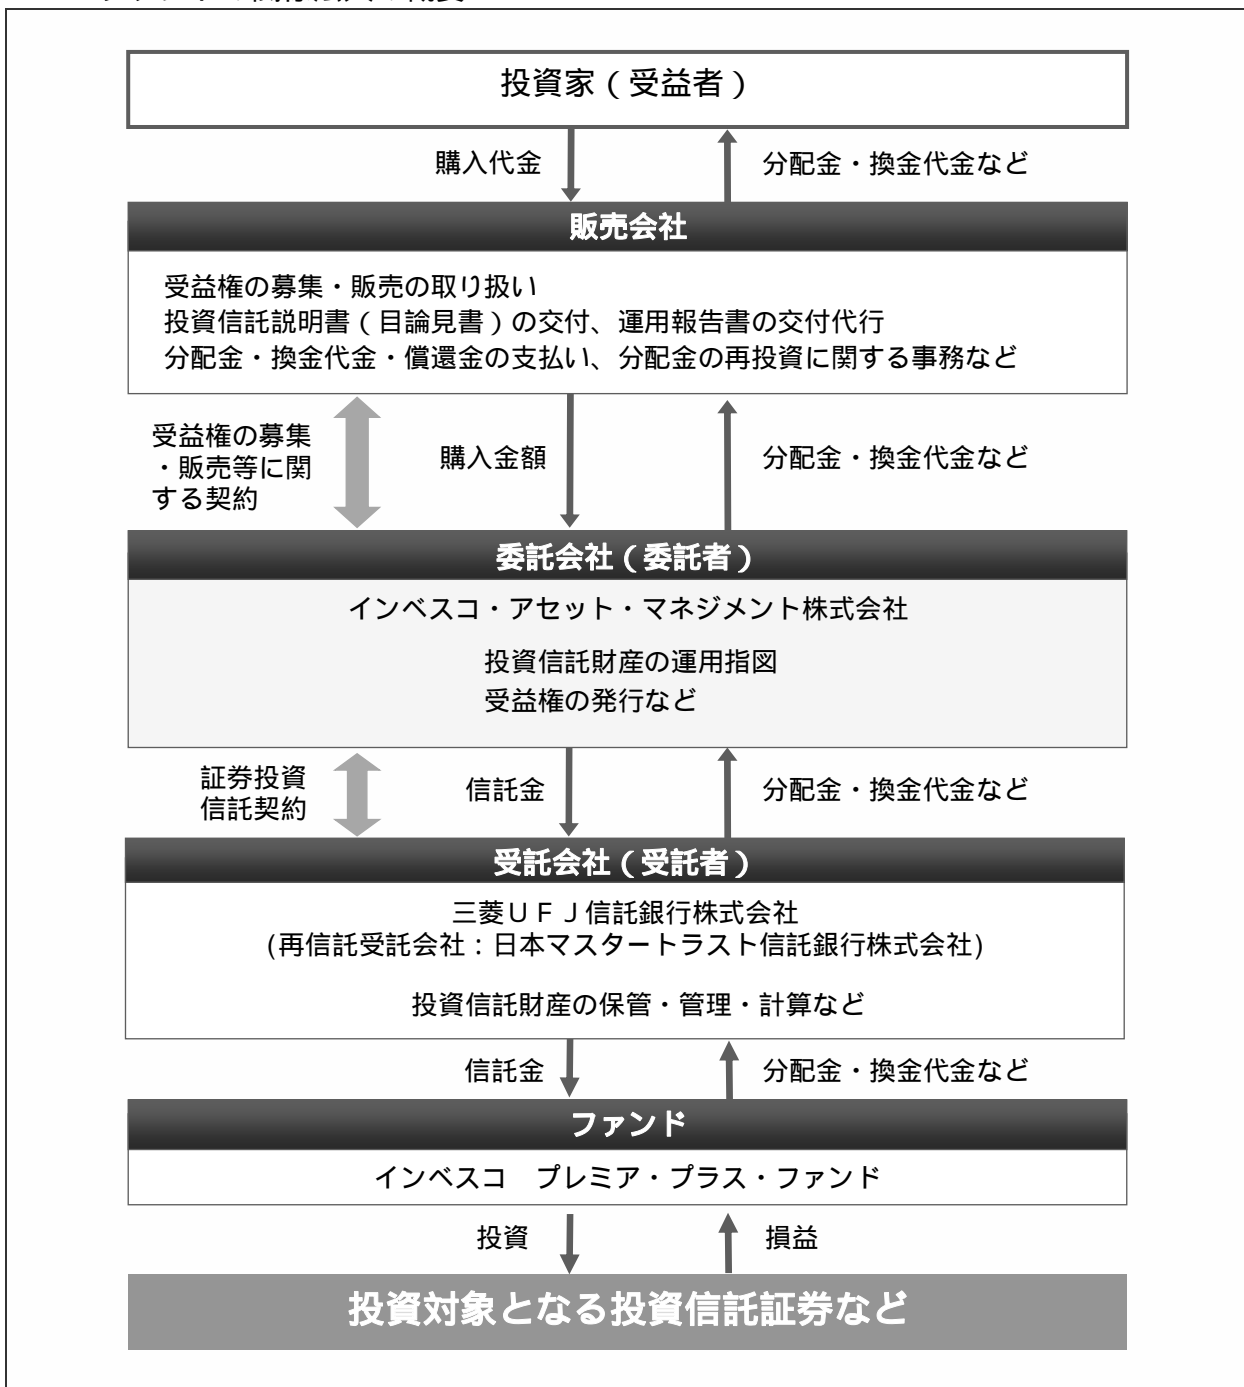 投資家（受益者）
購入代金
分配金・換金代金など
販売会社
受益権の募集・販売の取り扱い
投資信託説明書（目論見書）の交付、運用報告書の交付代行
分配金・換金代金・償還金の支払い、分配金の再投資に関する事務など
受益権の募集
・販売等に関
する契約
購入金額
分配金・換金代金など
委託会社（委託者）
インベスコ・アセット・マネジメント株式会社
投資信託財産の運用指図
受益権の発行など
証券投資
信託契約
信託金
分配金・換金代金など
受託会社（受託者）
三菱ＵＦＪ信託銀行株式会社
(再信託受託会社：日本マスタートラスト信託銀行株式会社)
投資信託財産の保管・管理・計算など
信託金
分配金・換金代金など
ファンド
インベスコ　プレミア・プラス・ファンド
投資
損益
投資対象となる投資信託証券など